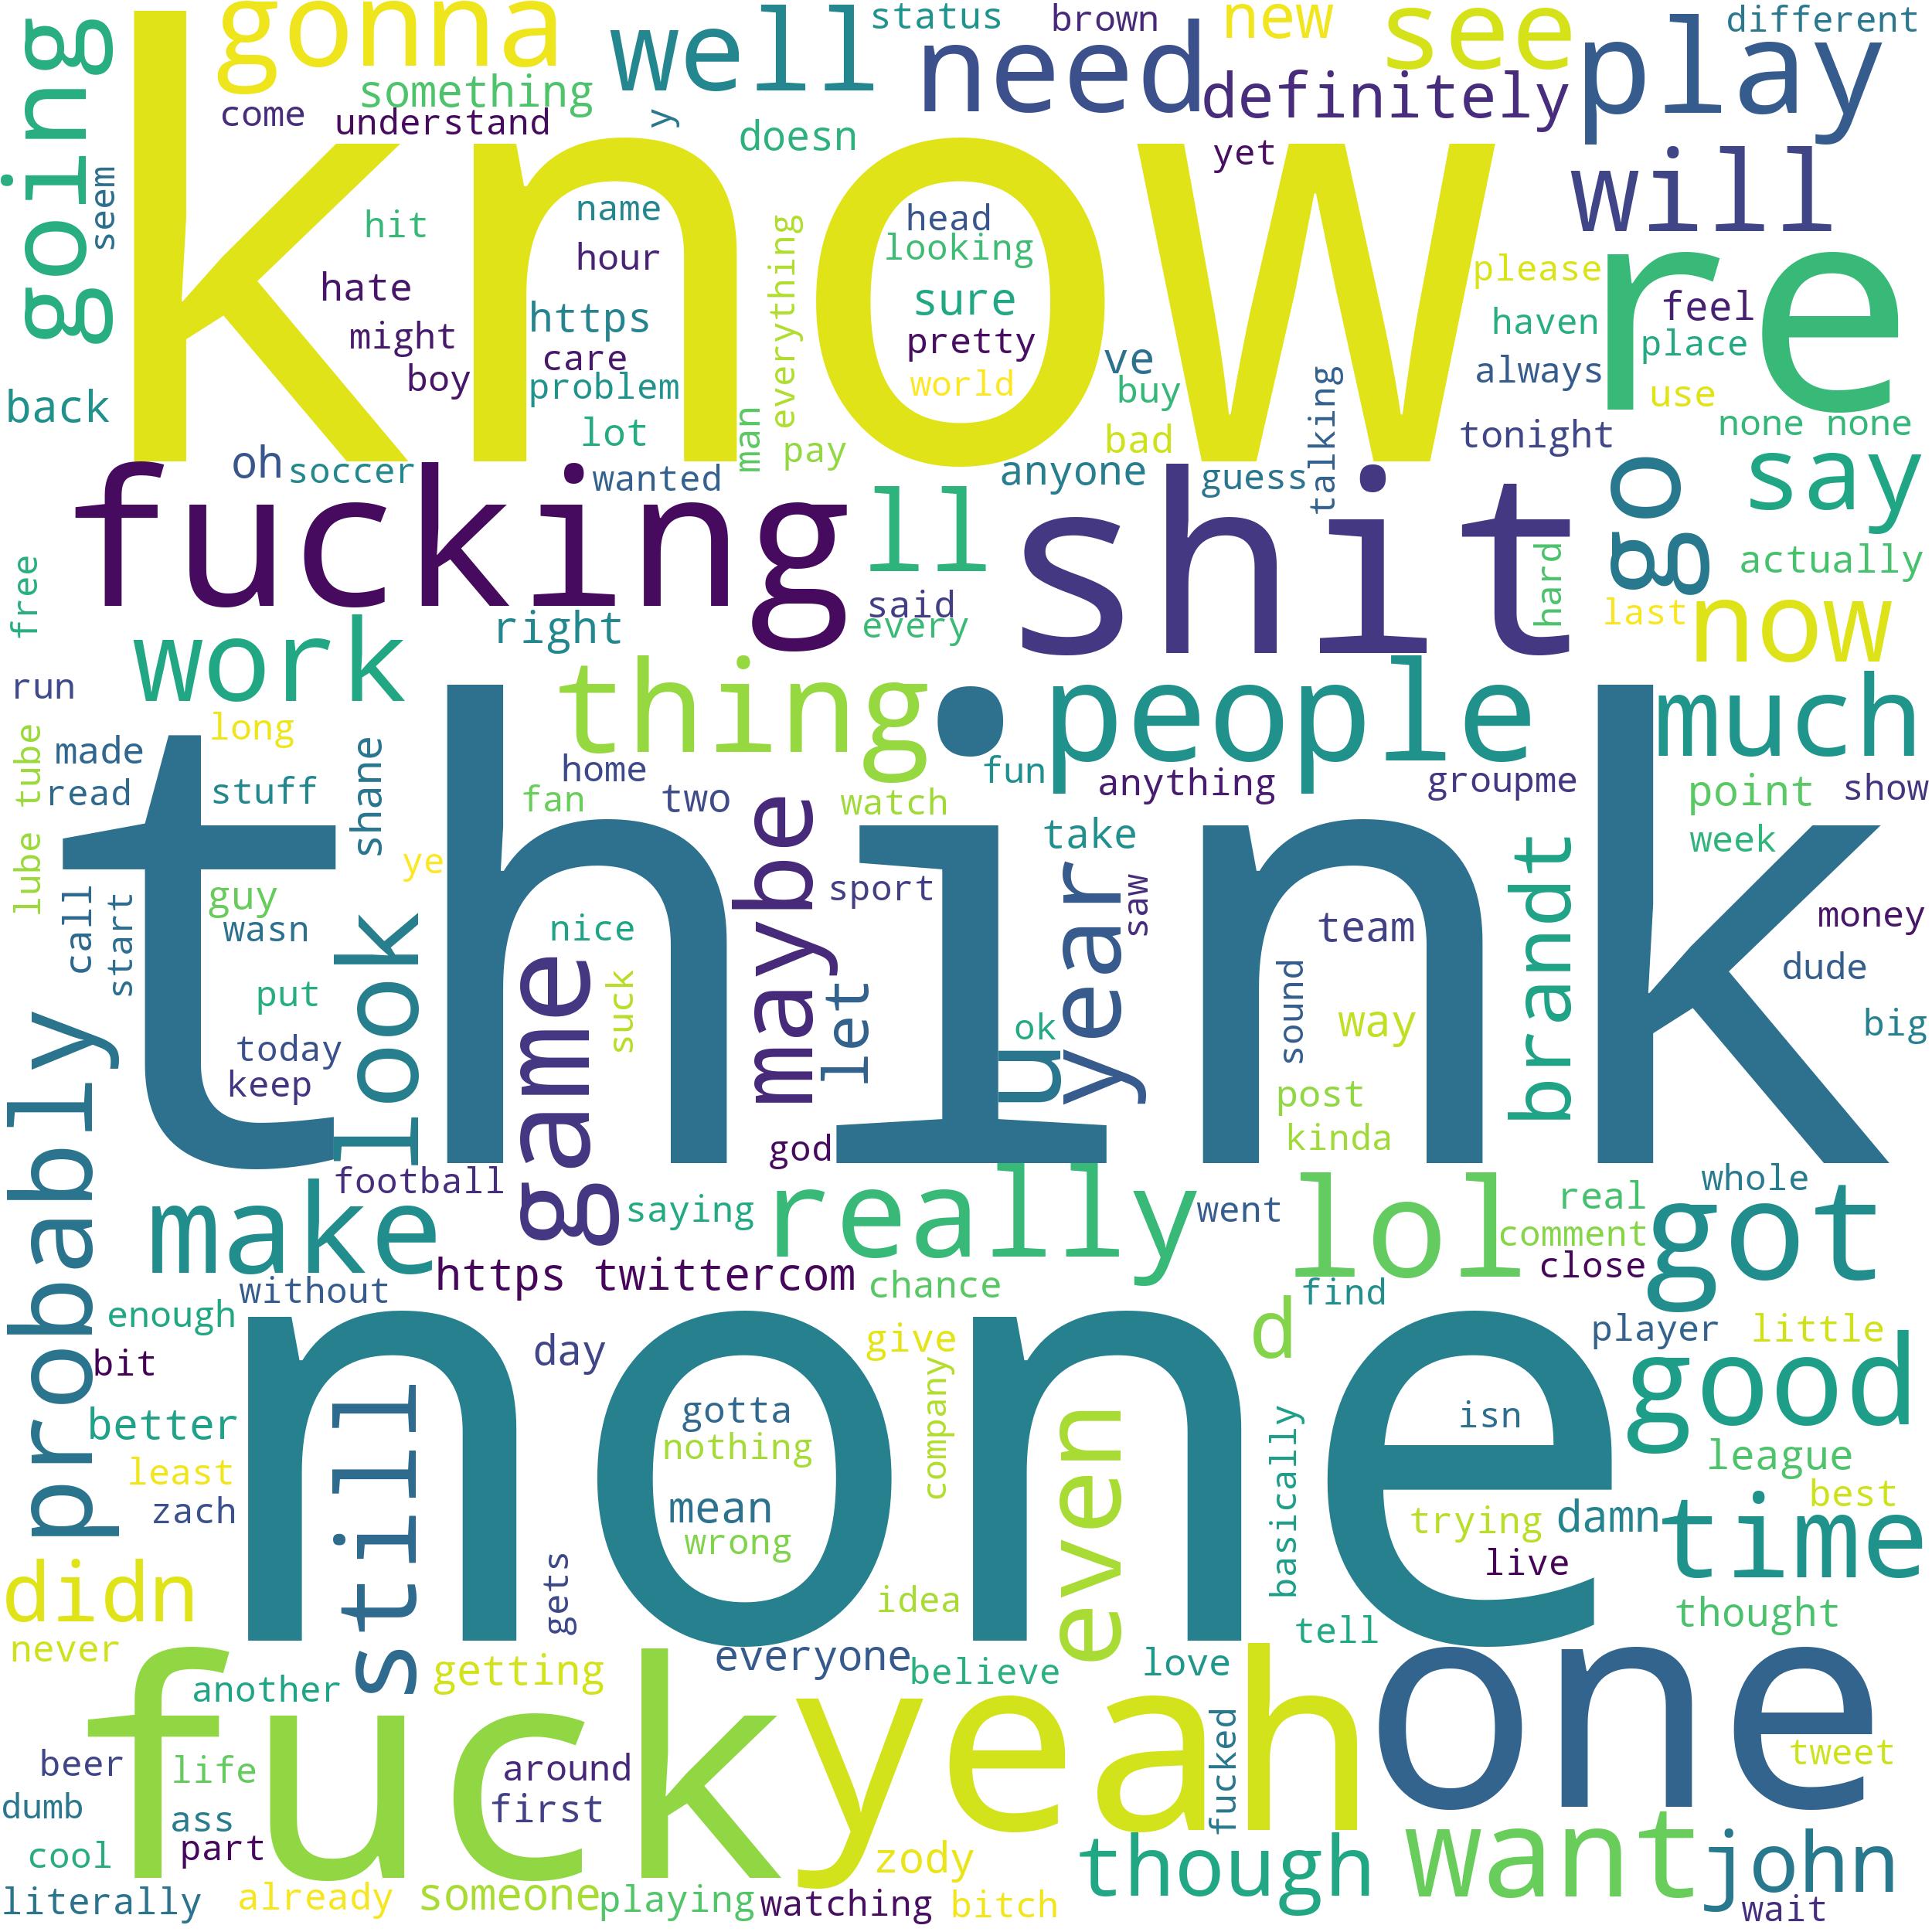 going
gonna
well
status
brown
new
see
different
need
play
something
definitely
come
understand
y
doesn
yet
know
will
seem
hit
name
head
hate
hour
everything
looking
please
re
feel
might
https
sure
haven
place
care
pretty
ve
always
boy
problem
world
buy
talking
use
back
lot
man
pay
bad
tonight
none none
oh
soccer
wanted
anyone
guess
go
say
fucking
ll
shit
hard
actually
free
said
last
now
work
right
every
run
thing
people
much
lube tube
long
made
shane
home
fun
anything
groupme
point
show
read
stuff
fan
two
watch
take
week
think
ye
maybe
year
brandt
call
start
guy
sport
saw
money
wasn
look
nice
team
dude
put
game
suck
let
ok
u
sound
way
big
today
keep
post
kinda
probably
god
football
saying
really
went
lol
real
whole
make
comment
got
https twittercom
close
without
chance
find
enough
none
day
give
d
player
little
bit
still
company
good
better
gotta
even
isn
nothing
basically
league
least
mean
best
zach
wrong
trying
damn
time
live
didn
gets
idea
tell
thought
never
everyone
believe
love
one
another
getting
fuck
yeah
beer
life
around
fucked
tweet
dumb
ass
first
cool
part
zody
though
want
john
literally
already
someone
playing
watching
bitch
wait